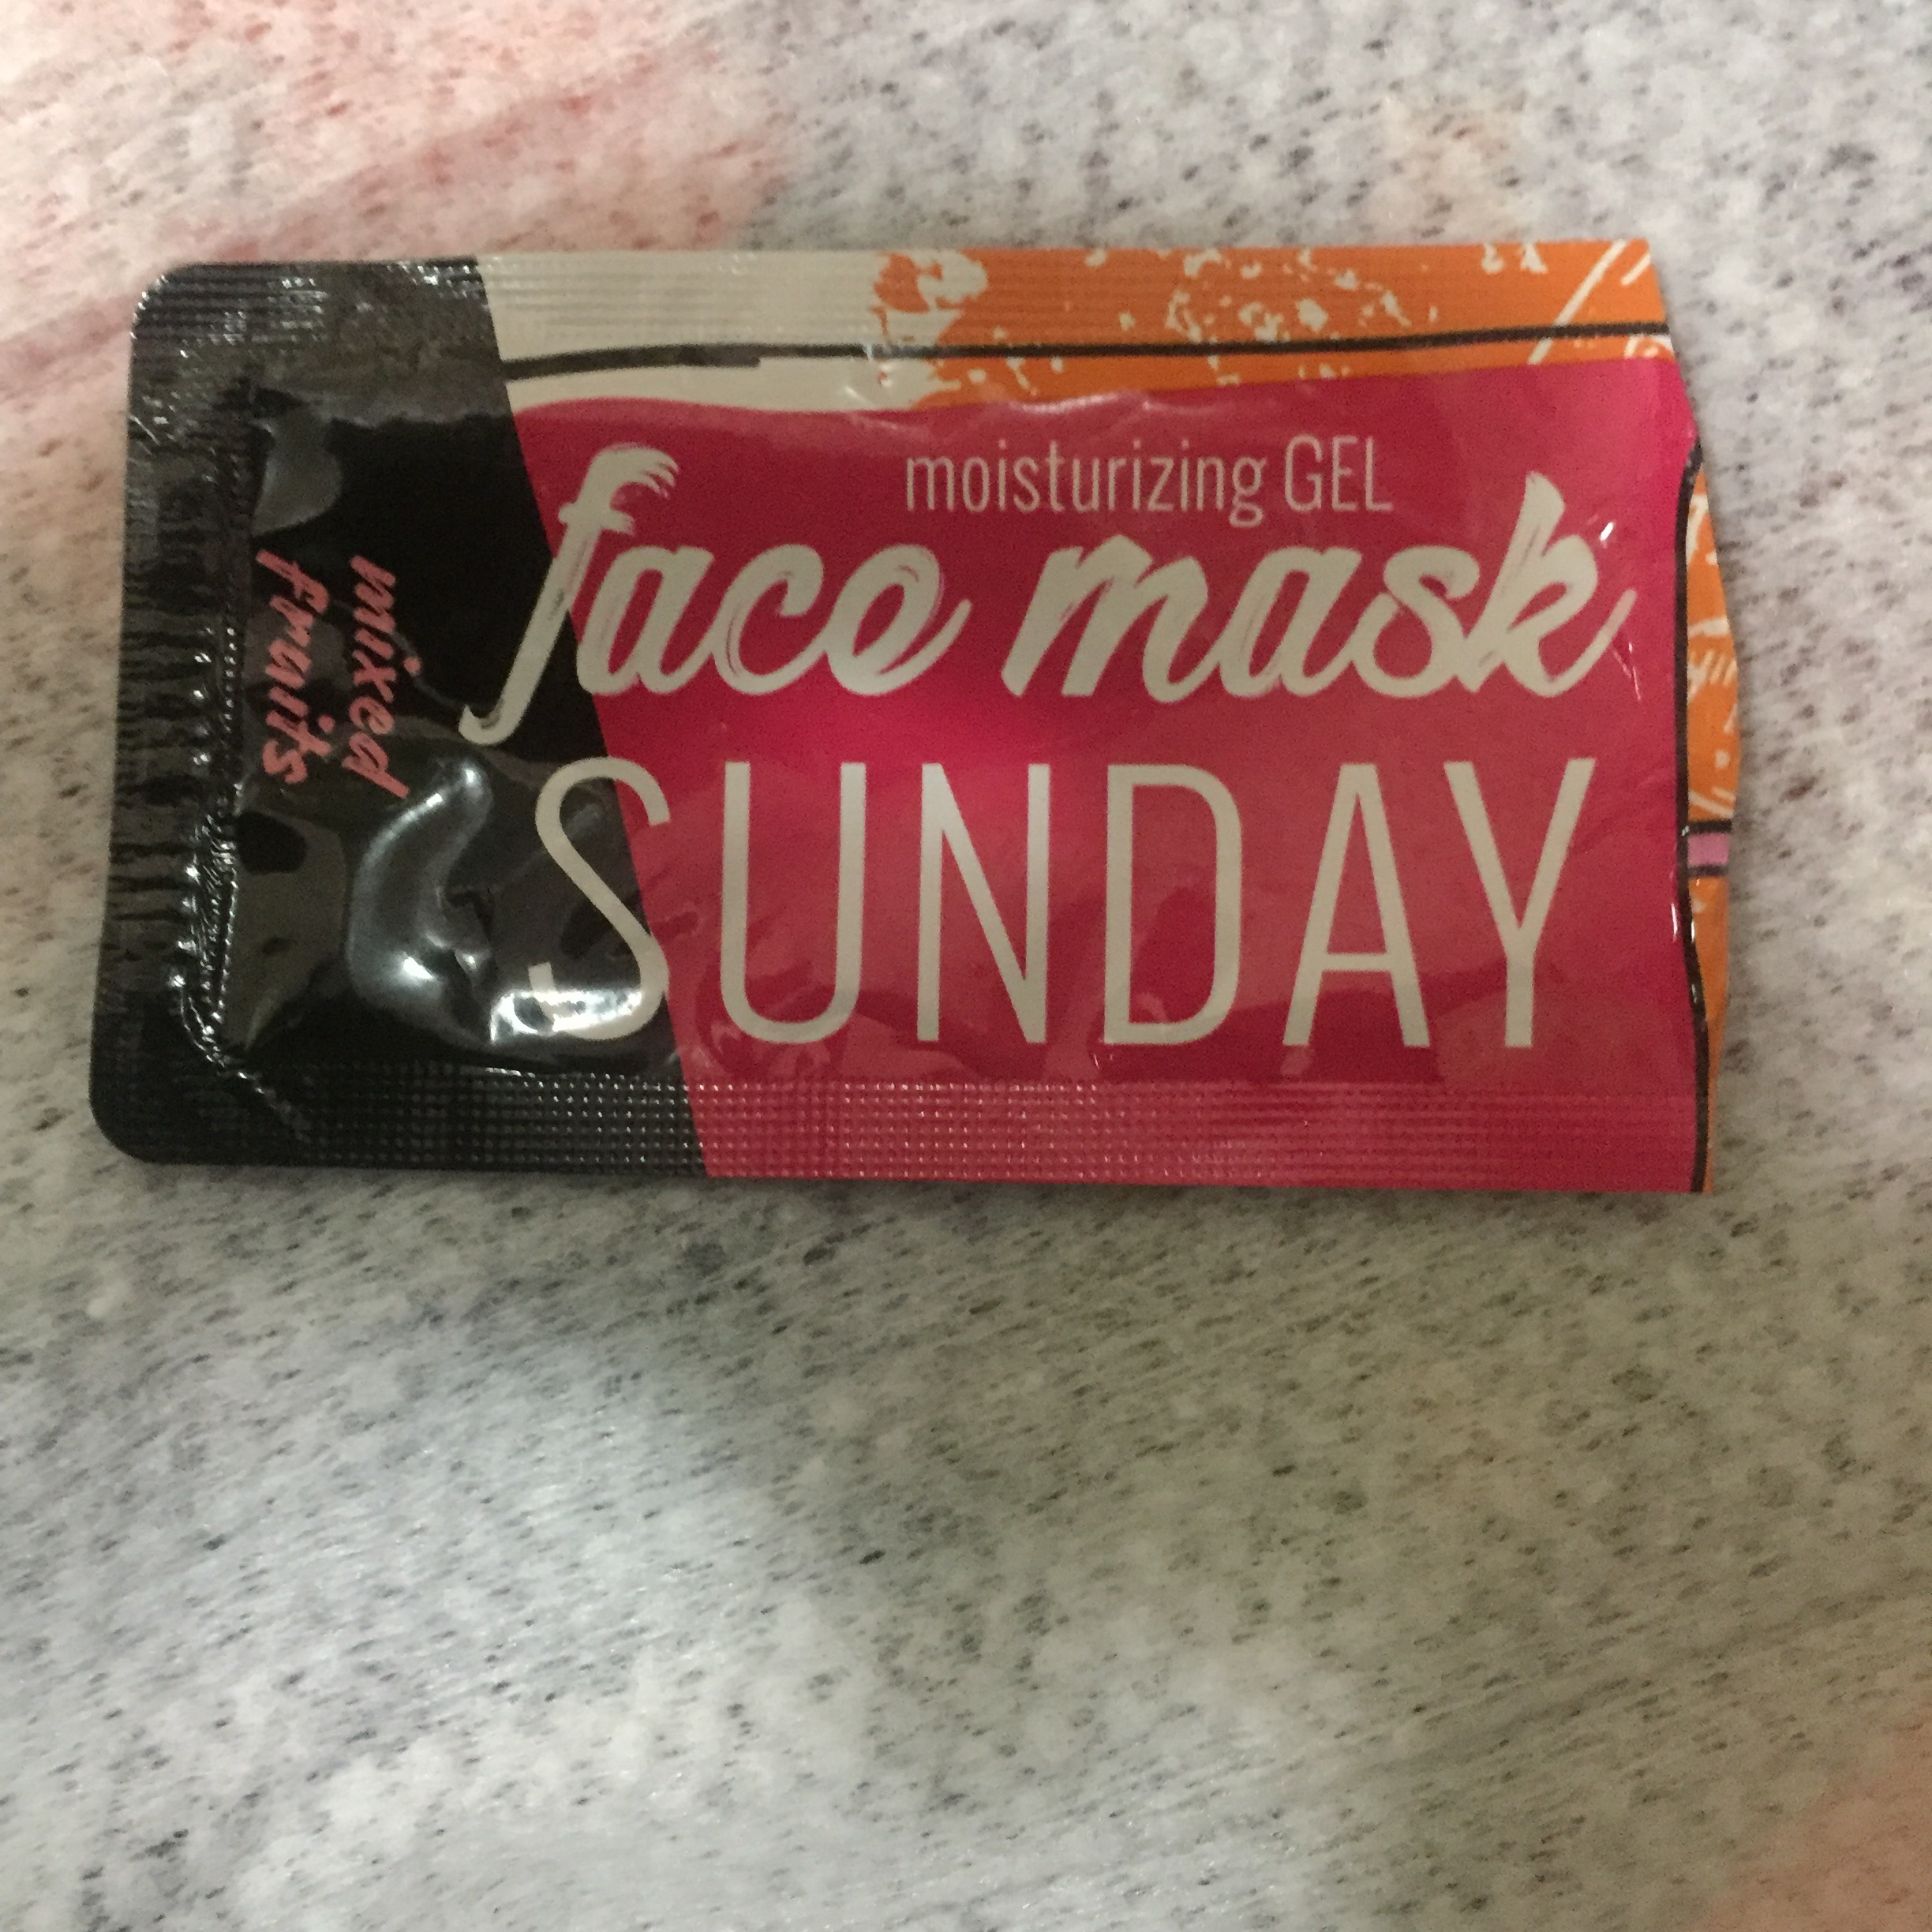 moisturizing GEL
face mask
SUNDAY
mixed
fruits